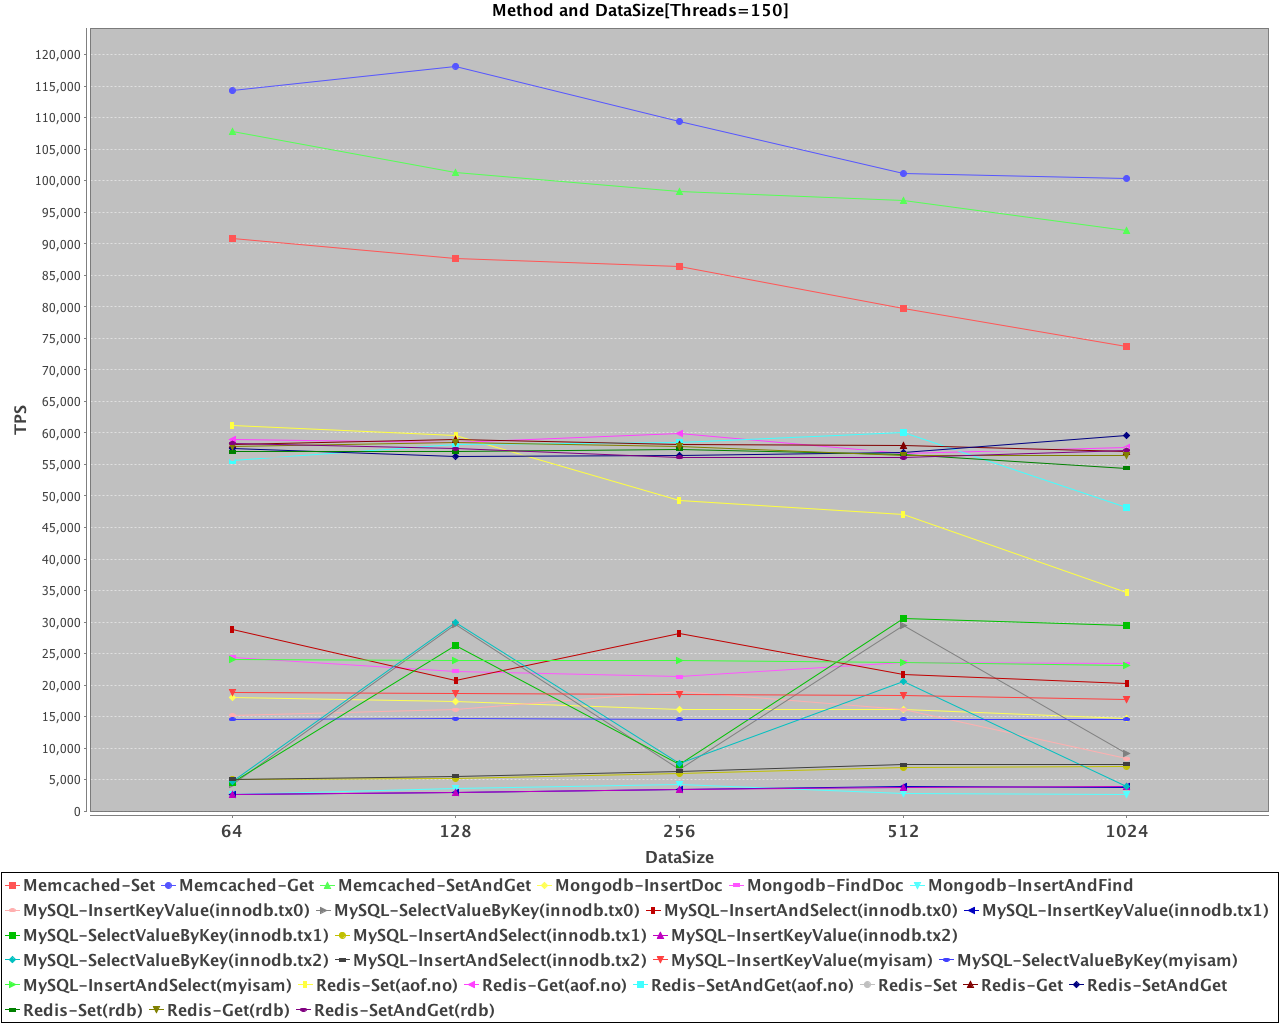 Method and DataSize[Threads=150]
120,000
115,000
110,000
105,000
100,000
95,000
90,000
85,000
80,000
75,000
70,000
65,000
60,000
55,000
50,000
45,000
40,000
35,000
30,000
25,000
20,000
15,000
10,000
5,000
0
TPS
64 128 256 512 1024
DataSize
Memcached-Set Memcached-Get Memcached-SetAndGet Mongodb-InsertDoc Mongodb-FindDoc Mongodb-InsertAndFind
MySQL-InsertKeyValue(innodb.tx0) MySQL-SelectValueByKey(innodb.tx0) MySQL-InsertAndSelect(innodb.tx0) MySQL-InsertKeyValue(innodb.tx1)
MySQL-SelectValueByKey(innodb.tx1) MySQL-InsertAndSelect(innodb.tx1) MySQL-InsertKeyValue(innodb.tx2)
MySQL-SelectValueByKey(innodb.tx2) MySQL-InsertAndSelect(innodb.tx2) MySQL-InsertKeyValue(myisam) MySQL-SelectValueByKey(myisam)
MySQL-InsertAndSelect(myisam) Redis-Set(aof.no) Redis-Get(aof.no) Redis-SetAndGet(aof.no) Redis-Set Redis-Get Redis-SetAndGet
Redis-Set(rdb) Redis-Get(rdb) Redis-SetAndGet(rdb)